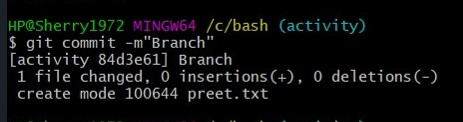 HP@Sherry1972 MINGW64 /c/bash (activity)
$ git commit -m"Branch"
[activity 84d3e61] Branch
 1 file changed, 0 insertions(+), 0 deletions(-)
 create mode 100644 preet.txt